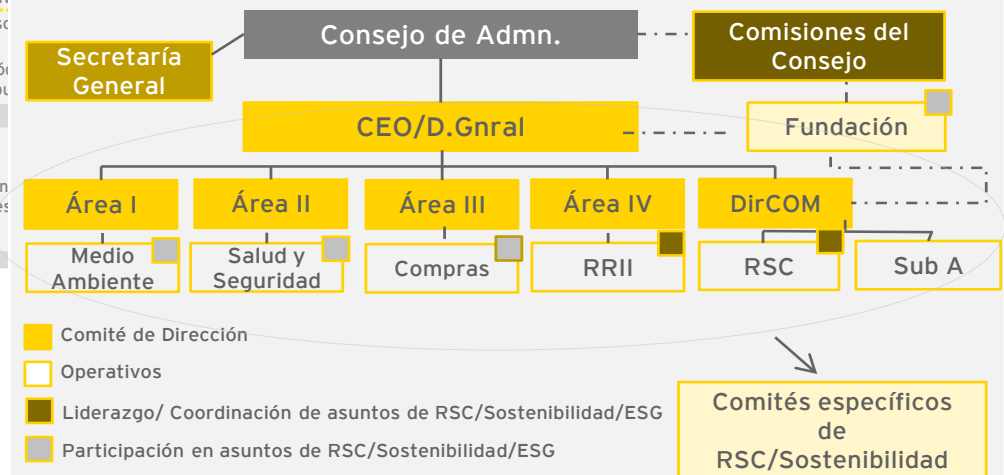 Consejo de Admn.
Comisiones del
Consejo
Secretaría
General
CEO/D.Gnral
Fundación
Área I
Área II
Área III
Área IV
DirCOM
Medio
Ambiente
Salud y
Seguridad
Compras
RRII
RSC
Sub A
Comité de Dirección
Operativos
Liderazgo/ Coordinación de asuntos de RSC/Sostenibilidad/ESG
Participación en asuntos de RSC/Sostenibilidad/ESG
Comités específicos
de
RSC/Sostenibilidad